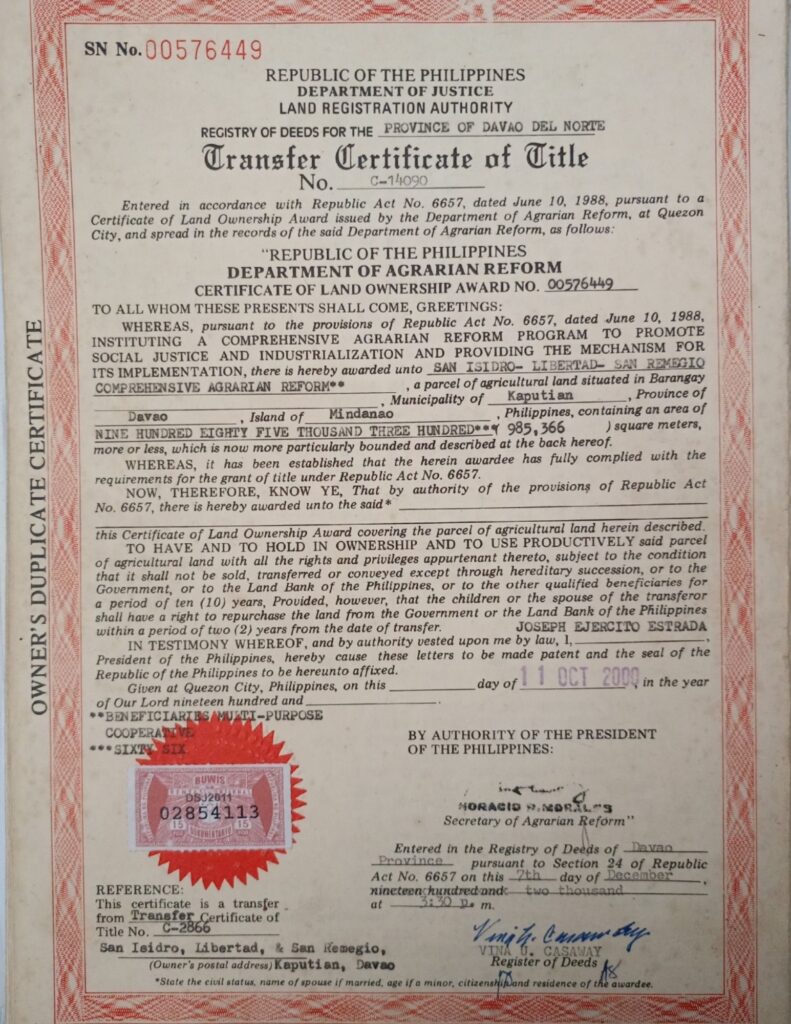 SN No. 00576449
REPUBLIC OF THE PHILIPPINES
DEPARTMENT OF JUSTICE
LAND REGISTRATION AUTHORITY
REGISTRY OF DEEDS FOR THE PROVINCE OF DAVAO DEL NORTE
Transfer Certificate of Title
No. C-14090
Entered in accordance with Republic Act No. 6657, dated June 10, 1988, pursuant to a
Certificate of Land Ownership Award issued by the Department of Agrarian Reform, at Quezon
City, and spread in the records of the said Department of Agrarian Reform, as follows:
"REPUBLIC OF THE PHILIPPINES
DEPARTMENT OF AGRARIAN REFORM
CERTIFICATE OF LAND OWNERSHIP AWARD NO. 00576449
TO ALL WHOM THESE PRESENTS SHALL COME, GREETINGS:
WHEREAS, pursuant to the provisions of Republic Act No. 6657, dated June 10, 1988,
INSTITUTING A COMPREHENSIVE AGRARIAN REFORM PROGRAM TO PROMOTE
SOCIAL JUSTICE AND INDUSTRIALIZATION AND PROVIDING THE MECHANISM FOR
ITS IMPLEMENTATION, there is hereby awarded unto SAN ISIDRO- LIBERTAD- SAN REMEGIO
COMPREHENSIVE AGRARIAN REFORM** , a parcel of agricultural land situated in Barangay
, Municipality of Kaputian , Province of
Davao , Island of Mindanao , Philippines, containing an area of
NINE HUNDRED EIGHTY FIVE THOUSAND THREE HUNDRED***( 985,366 ) square meters,
more or less, which is now more particularly bounded and described at the back hereof.
WHEREAS, it has been established that the herein awardee has fully complied with the
requirements for the grant of title under Republic Act No. 6657.
NOW, THEREFORE, KNOW YE, That by authority of the provisions of Republic Act
No. 6657, there is hereby awarded unto the said*
this Certificate of Land Ownership Award covering the parcel of agricultural land herein described.
TO HAVE AND TO HOLD IN OWNERSHIP AND TO USE PRODUCTIVELY said parcel
of agricultural land with all the rights and privileges appurtenant thereto, subject to the condition
that it shall not be sold, transferred or conveyed except through hereditary succession, or to the
Government, or to the Land Bank of the Philippines, or to the other qualified beneficiaries for
a period of ten (10) years, Provided, however, that the children or the spouse of the transferor
shall have a right to repurchase the land from the Government or the Land Bank of the Philippines
within a period of two (2) years from the date of transfer. JOSEPH EJERCITO ESTRADA
IN TESTIMONY WHEREOF, and by authority vested upon me by law, I, ,
President of the Philippines, hereby cause these letters to be made patent and the seal of the
Republic of the Philippines to be hereunto affixed.
Given at Quezon City, Philippines, on this day of 11 OCT 2000, in the year
of Our Lord nineteen hundred and .
**BENEFICIARIES MULTI-PURPOSE
COOPERATIVE
***SIXTY SIX
BY AUTHORITY OF THE PRESIDENT
OF THE PHILIPPINES:
BUWIS
DSJ2011
02854113
15 15
HORACIO R. MORALES
Secretary of Agrarian Reform"
Entered in the Registry of Deeds of Davao
Province pursuant to Section 24 of Republic
Act No. 6657 on this 7th day of December ,
nineteen hundred and two thousand
at 3:30 p. m.
REFERENCE:
This certificate is a transfer
from Transfer Certificate of
Title No. C-2866
San Isidro, Libertad, & San Remegio,
(Owner's postal address) Kaputian, Davao
VINA U. CASAWAY
Register of Deeds
*State the civil status, name of spouse if married, age if a minor, citizenship and residence of the awardee.
OWNER'S DUPLICATE CERTIFICATE